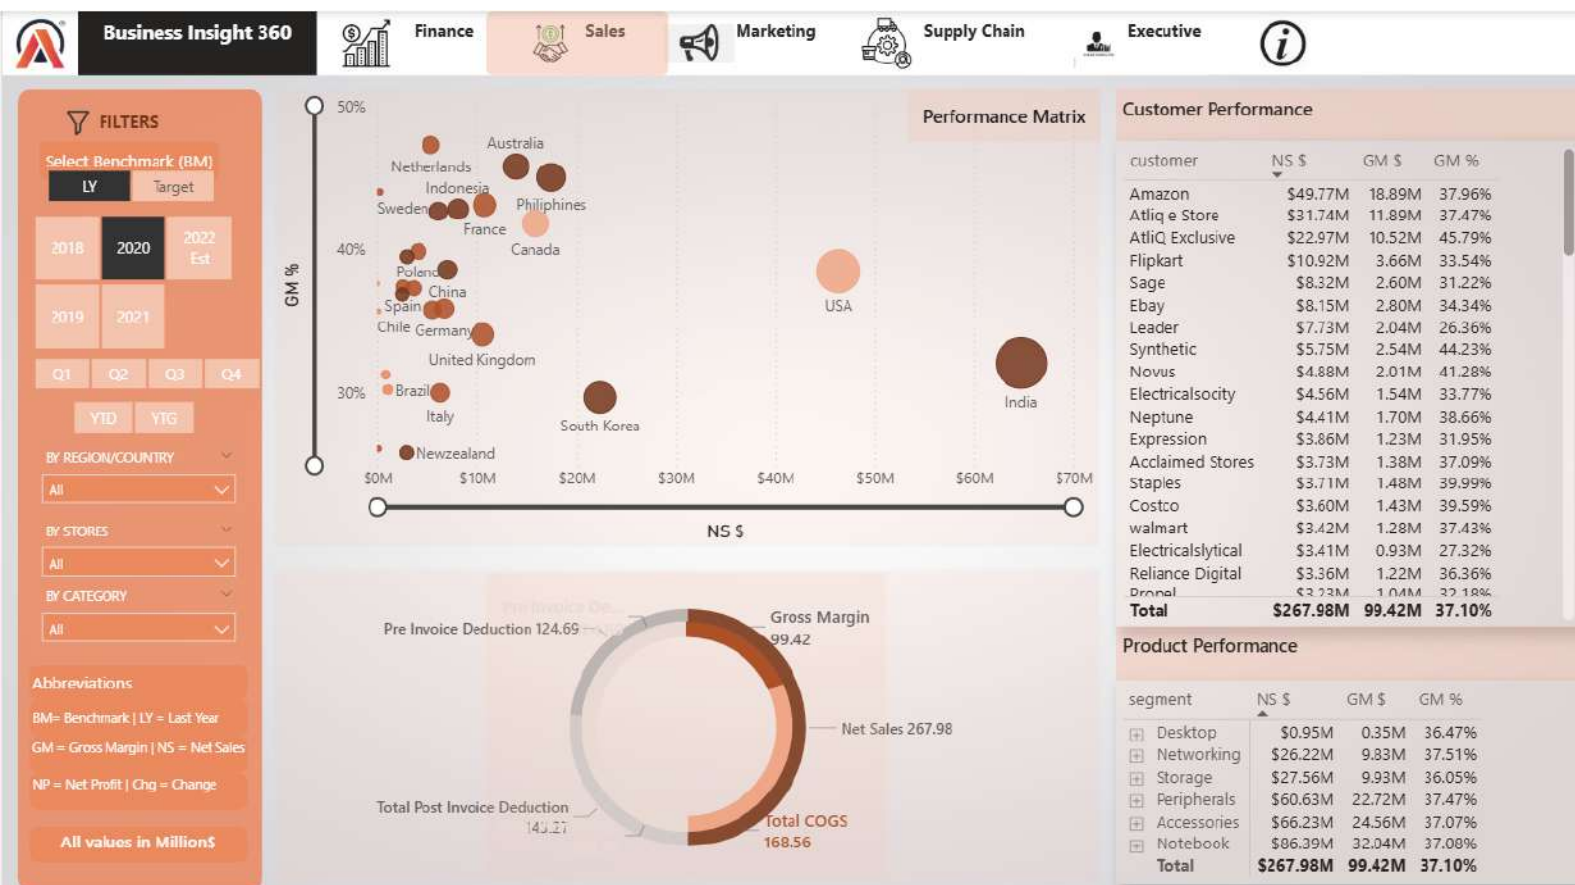 Business Insight 360
Finance
Sales
Marketing
Supply Chain
Executive
i
FILTERS
Select Benchmark (BM)
LY
Target
2018
2020
2022
Est
2019
2021
Q1
Q2
Q3
Q4
YTD
YTG
BY REGION/COUNTRY
All
BY STORES
All
BY CATEGORY
All
Abbreviations
BM= Benchmark | LY = Last Year
GM = Gross Margin | NS = Net Sales
NP = Net Profit | Chg = Change
All values in Million$
Performance Matrix
GM %
50%
40%
30%
Australia
Netherlands
Indonesia
Sweden
Philiphines
France
Canada
Poland
China
Spain
Chile
Germany
United Kingdom
Brazil
Italy
Newzealand
South Korea
USA
India
$0M
$10M
$20M
$30M
$40M
$50M
$60M
$70M
NS $
Pre Invoice De...
Pre Invoice Deduction 124.69
Gross Margin
99.42
Net Sales 267.98
Total Post Invoice Deduction
Total COGS
168.56
Customer Performance
customer NS $ GM $ GM %
Amazon $49.77M 18.89M 37.96%
Atliq e Store $31.74M 11.89M 37.47%
AtliQ Exclusive $22.97M 10.52M 45.79%
Flipkart $10.92M 3.66M 33.54%
Sage $8.32M 2.60M 31.22%
Ebay $8.15M 2.80M 34.34%
Leader $7.73M 2.04M 26.36%
Synthetic $5.75M 2.54M 44.23%
Novus $4.88M 2.01M 41.28%
Electricalsocity $4.56M 1.54M 33.77%
Neptune $4.41M 1.70M 38.66%
Expression $3.86M 1.23M 31.95%
Acclaimed Stores $3.73M 1.38M 37.09%
Staples $3.71M 1.48M 39.99%
Costco $3.60M 1.43M 39.59%
walmart $3.42M 1.28M 37.43%
Electricalslytical $3.41M 0.93M 27.32%
Reliance Digital $3.36M 1.22M 36.36%
Propel $3.23M 1.04M 32.18%
Total $267.98M 99.42M 37.10%
Product Performance
segment NS $ GM $ GM %
Desktop $0.95M 0.35M 36.47%
Networking $26.22M 9.83M 37.51%
Storage $27.56M 9.93M 36.05%
Peripherals $60.63M 22.72M 37.47%
Accessories $66.23M 24.56M 37.07%
Notebook $86.39M 32.04M 37.08%
Total $267.98M 99.42M 37.10%